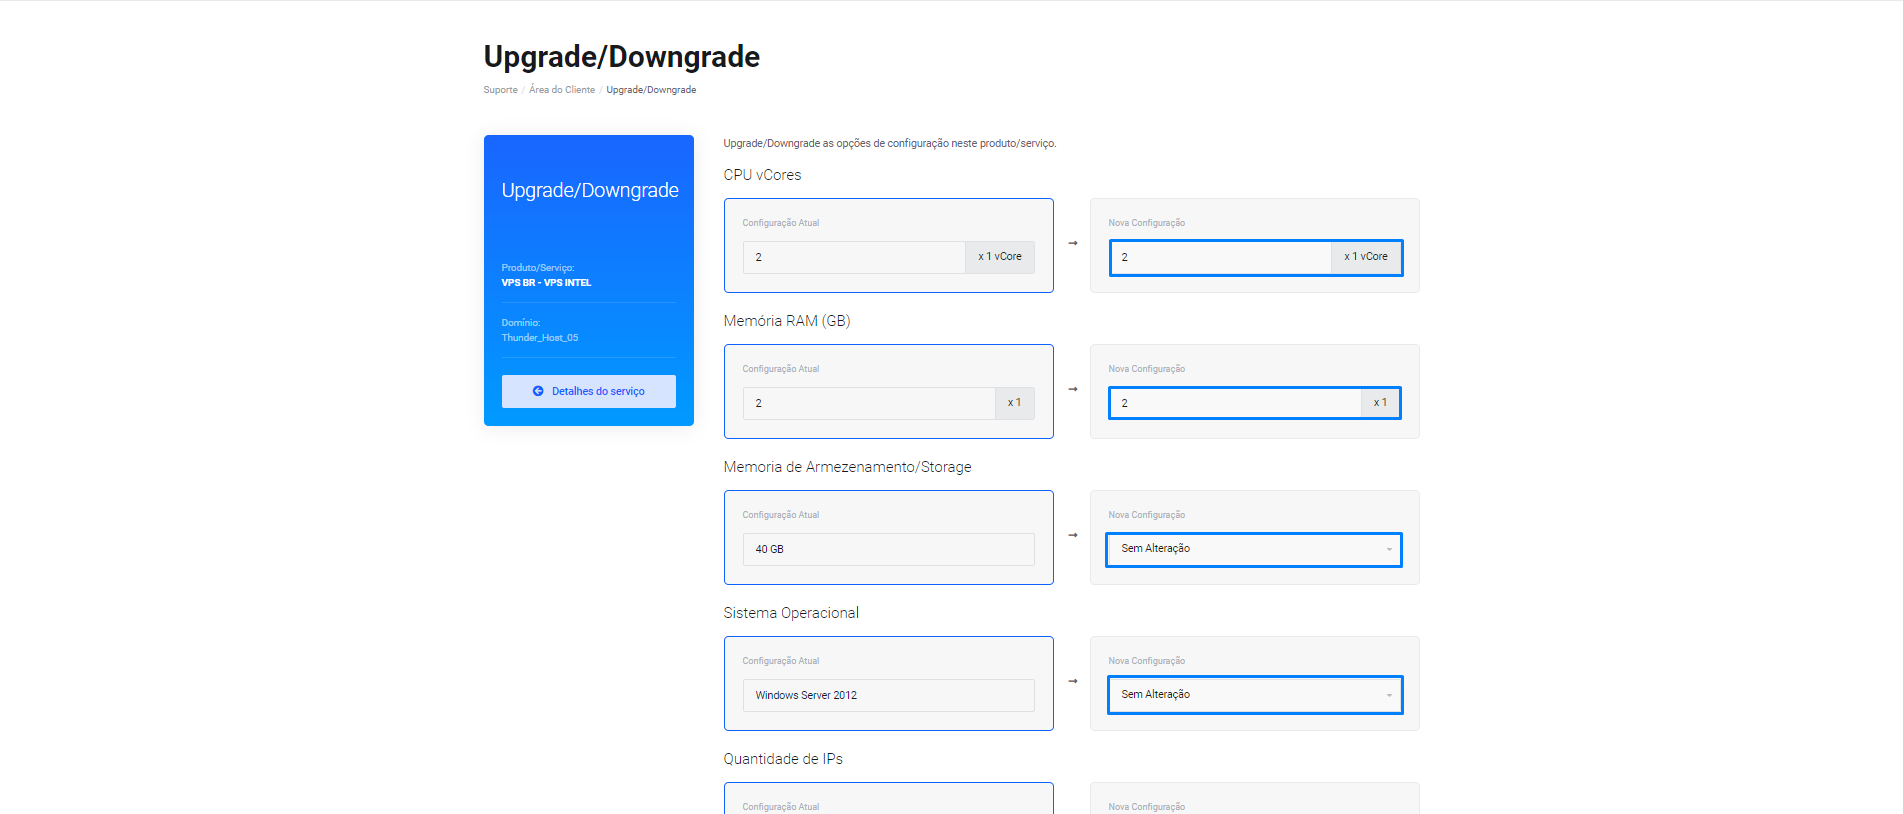 Upgrade/Downgrade
Suporte / Área do Cliente / Upgrade/Downgrade
Upgrade/Downgrade
Produto/Serviço:
VPS BR - VPS INTEL
Domínio:
Thunder_Host_05
Detalhes do serviço
Upgrade/Downgrade as opções de configuração neste produto/serviço.
CPU vCores
Configuração Atual
2 x 1 vCore
→
Nova Configuração
2 x 1 vCore
Memória RAM (GB)
Configuração Atual
2 x 1
→
Nova Configuração
2 x 1
Memoria de Armezenamento/Storage
Configuração Atual
40 GB
→
Nova Configuração
Sem Alteração
Sistema Operacional
Configuração Atual
Windows Server 2012
→
Nova Configuração
Sem Alteração
Quantidade de IPs
Configuração Atual
Nova Configuração